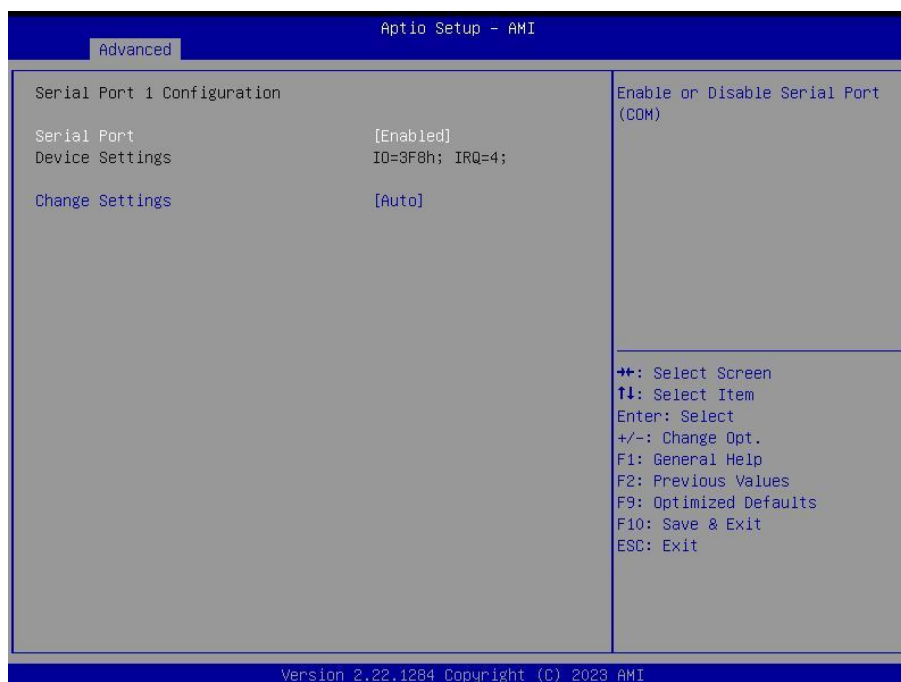 Aptio Setup - AMI
Advanced
Serial Port 1 Configuration
Serial Port [Enabled]
Device Settings IO=3F8h; IRQ=4;
Change Settings [Auto]
Enable or Disable Serial Port
(COM)
→←: Select Screen
↑↓: Select Item
Enter: Select
+/-: Change Opt.
F1: General Help
F2: Previous Values
F9: Optimized Defaults
F10: Save & Exit
ESC: Exit
Version 2.22.1284 Copyright (C) 2023 AMI